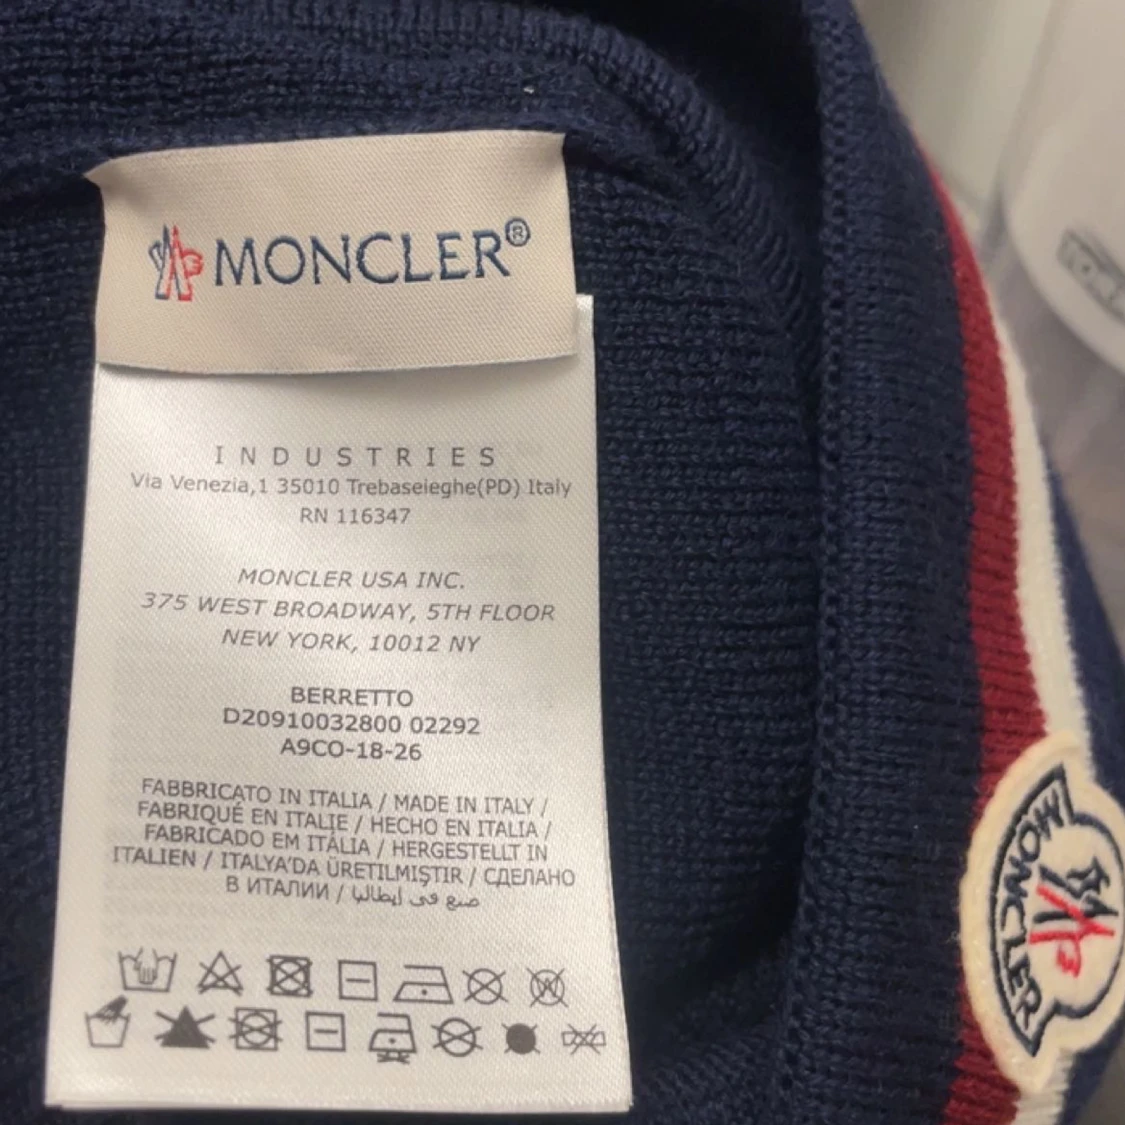 MONCLER®
INDUSTRIES
Via Venezia,1 35010 Trebaseieghe(PD) Italy
RN 116347
MONCLER USA INC.
375 WEST BROADWAY, 5TH FLOOR
NEW YORK, 10012 NY
BERRETTO
D20910032800 02292
A9CO-18-26
FABBRICATO IN ITALIA / MADE IN ITALY /
FABRIQUÉ EN ITALIE / HECHO EN ITALIA /
FABRICADO EM ITÁLIA / HERGESTELLT IN
ITALIEN / ITALYA'DA ÜRETILMIŞTIR / СДЕЛАНО
В ИТАЛИИ / صنع في إيطاليا
MONCLER